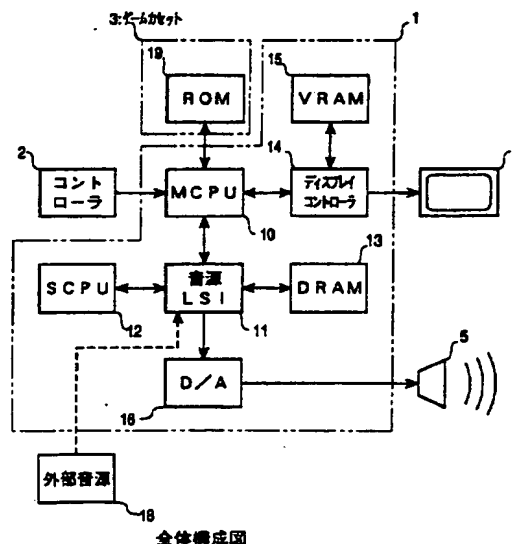 3:ゲームカセット
1
19
ROM
15
VRAM
2
コント
ローラ
MCPU
10
14
ディスプレイ
コントローラ
SCPU
12
音源
LSI
11
13
DRAM
D/A
16
5
外部音源
18
全体構成図